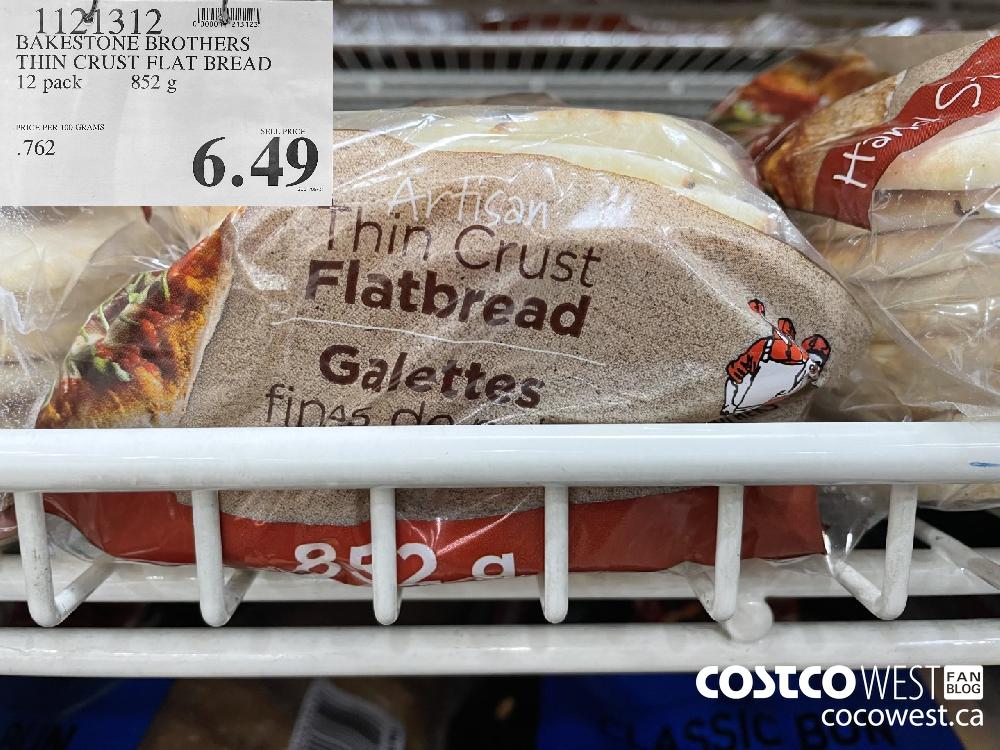 1121312
BAKESTONE BROTHERS
THIN CRUST FLAT BREAD
12 pack 852 g
PRICE PER 100 GRAMS
SELL PRICE
.762
6.49
Artisan
Thin Crust
Flatbread
Galettes
fines
852 g
COSTCO WEST FAN BLOG
cocowest.ca